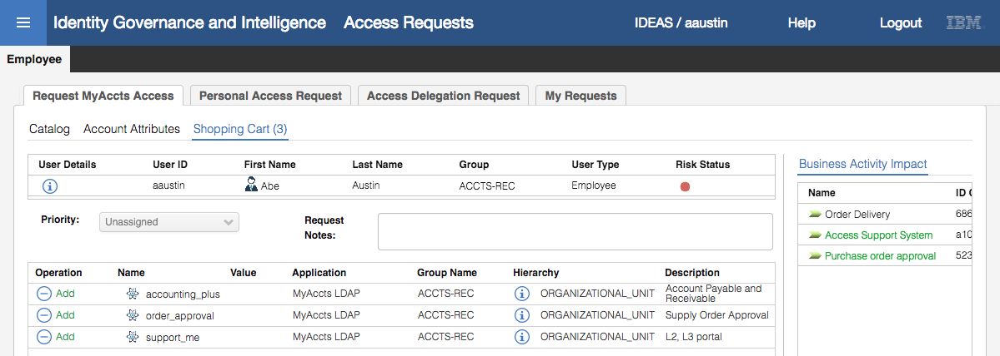 Identity Governance and Intelligence Access Requests IDEAS / aaustin Help Logout IBM
Employee
Request MyAccts Access Personal Access Request Access Delegation Request My Requests
Catalog Account Attributes Shopping Cart (3)
User Details User ID First Name Last Name Group User Type Risk Status
aaustin Abe Austin ACCTS-REC Employee
Business Activity Impact
Name ID
Order Delivery 686
Access Support System a10
Purchase order approval 523
Priority: Unassigned Request
Notes:
Operation Name Value Application Group Name Hierarchy Description
Add accounting_plus MyAccts LDAP ACCTS-REC ORGANIZATIONAL_UNIT Account Payable and
Receivable
Add order_approval MyAccts LDAP ACCTS-REC ORGANIZATIONAL_UNIT Supply Order Approval
Add support_me MyAccts LDAP ACCTS-REC ORGANIZATIONAL_UNIT L2, L3 portal